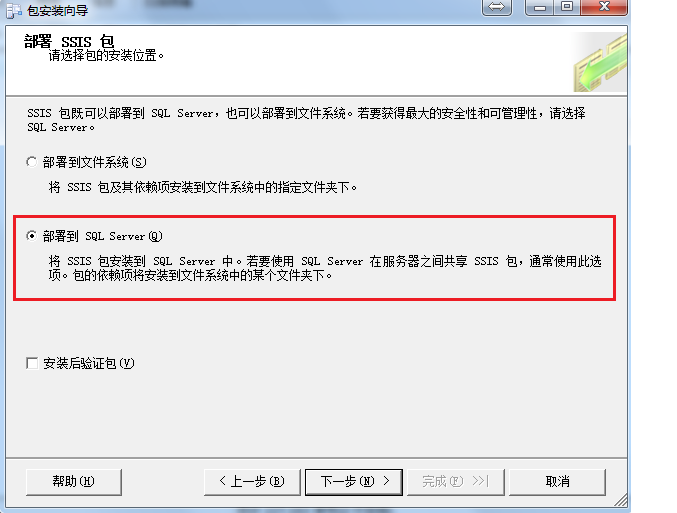 包安装向导
部署 SSIS 包
请选择包的安装位置。
SSIS 包既可以部署到 SQL Server，也可以部署到文件系统。若要获得最大的安全性和可管理性，请选择
SQL Server。
部署到文件系统(S)
将 SSIS 包及其依赖项安装到文件系统中的指定文件夹下。
部署到 SQL Server(Q)
将 SSIS 包安装到 SQL Server 中。若要使用 SQL Server 在服务器之间共享 SSIS 包，通常使用此选
项。包的依赖项将安装到文件系统中的某个文件夹下。
安装后验证包(V)
帮助(H)
< 上一步(B)
下一步(N) >
完成(F) >>|
取消